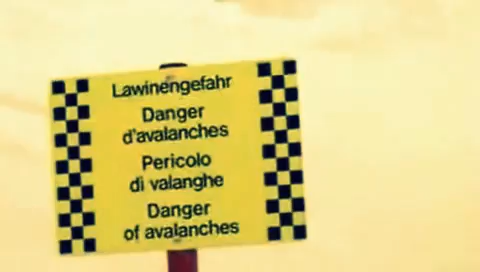 Lawinengefahr
Danger
d'avalanches
Pericolo
di valanghe
Danger
of avalanches